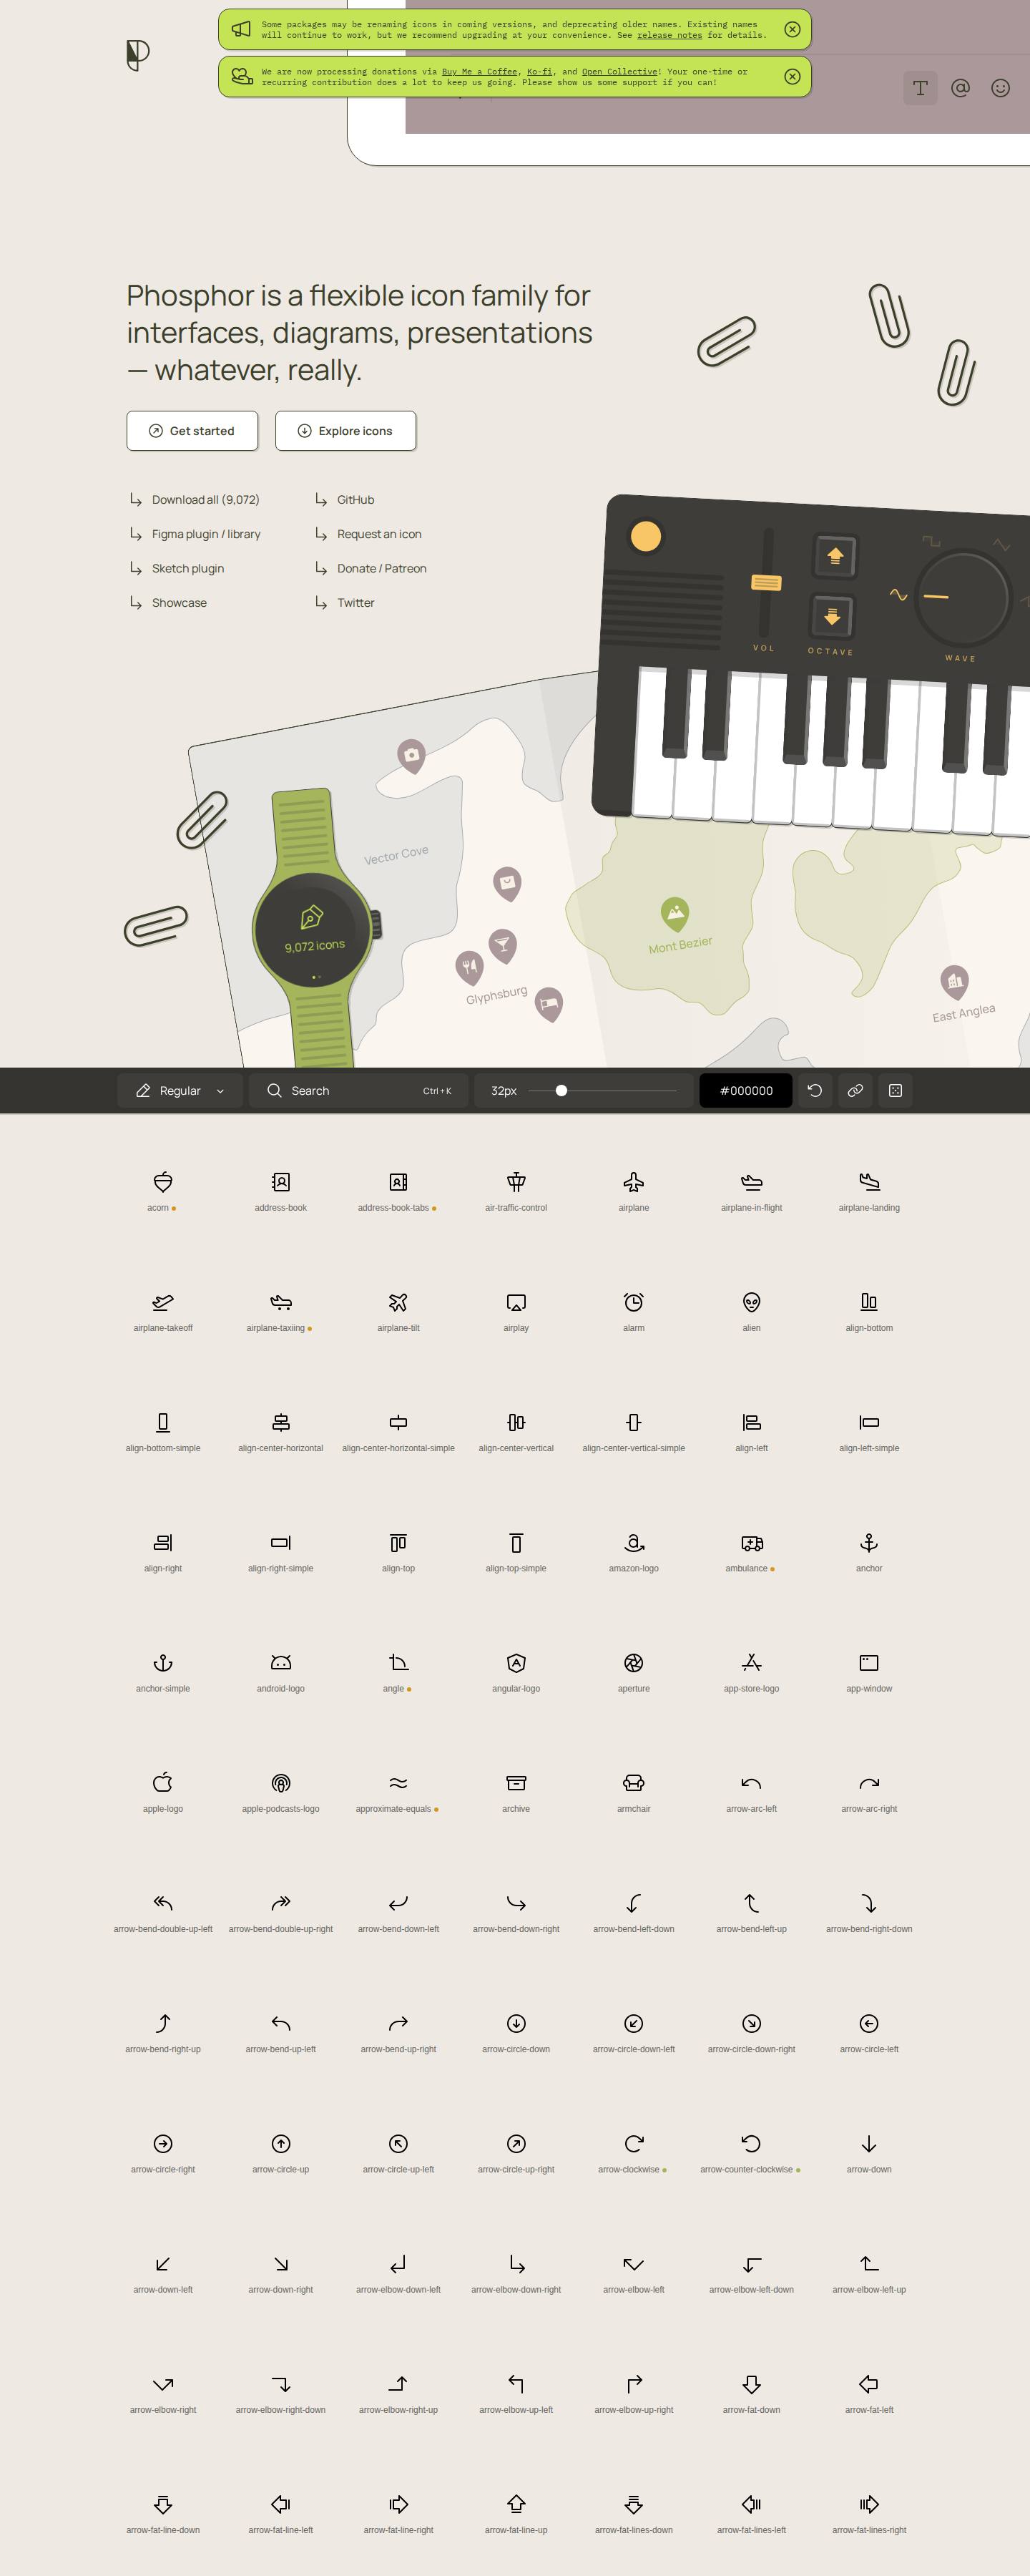 Some packages may be renaming icons in coming versions, and deprecating older names. Existing names
will continue to work, but we recommend upgrading at your convenience. See release notes for details.
We are now processing donations via Buy Me a Coffee, Ko-fi, and Open Collective! Your one-time or
recurring contribution does a lot to keep us going. Please show us some support if you can!
Phosphor is a flexible icon family for
interfaces, diagrams, presentations
— whatever, really.
Get started
Explore icons
Download all (9,072)
GitHub
Figma plugin / library
Request an icon
Sketch plugin
Donate / Patreon
Showcase
Twitter
VOL
OCTAVE
WAVE
Vector Cove
9,072 icons
Mont Bezier
Glyphsburg
East Anglea
Regular
Search
Ctrl + K
32px
#000000
acorn
address-book
address-book-tabs
air-traffic-control
airplane
airplane-in-flight
airplane-landing
airplane-takeoff
airplane-taxiing
airplane-tilt
airplay
alarm
alien
align-bottom
align-bottom-simple
align-center-horizontal
align-center-horizontal-simple
align-center-vertical
align-center-vertical-simple
align-left
align-left-simple
align-right
align-right-simple
align-top
align-top-simple
amazon-logo
ambulance
anchor
anchor-simple
android-logo
angle
angular-logo
aperture
app-store-logo
app-window
apple-logo
apple-podcasts-logo
approximate-equals
archive
armchair
arrow-arc-left
arrow-arc-right
arrow-bend-double-up-left
arrow-bend-double-up-right
arrow-bend-down-left
arrow-bend-down-right
arrow-bend-left-down
arrow-bend-left-up
arrow-bend-right-down
arrow-bend-right-up
arrow-bend-up-left
arrow-bend-up-right
arrow-circle-down
arrow-circle-down-left
arrow-circle-down-right
arrow-circle-left
arrow-circle-right
arrow-circle-up
arrow-circle-up-left
arrow-circle-up-right
arrow-clockwise
arrow-counter-clockwise
arrow-down
arrow-down-left
arrow-down-right
arrow-elbow-down-left
arrow-elbow-down-right
arrow-elbow-left
arrow-elbow-left-down
arrow-elbow-left-up
arrow-elbow-right
arrow-elbow-right-down
arrow-elbow-right-up
arrow-elbow-up-left
arrow-elbow-up-right
arrow-fat-down
arrow-fat-left
arrow-fat-line-down
arrow-fat-line-left
arrow-fat-line-right
arrow-fat-line-up
arrow-fat-lines-down
arrow-fat-lines-left
arrow-fat-lines-right